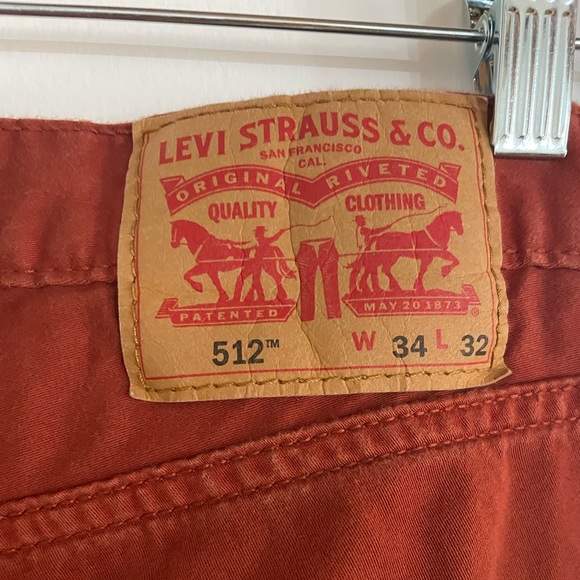 LEVI STRAUSS & CO.
SAN FRANCISCO
CAL.
ORIGINAL RIVETED
QUALITY CLOTHING
PATENTED MAY 20 1873 ®
512™ W 34 L 32